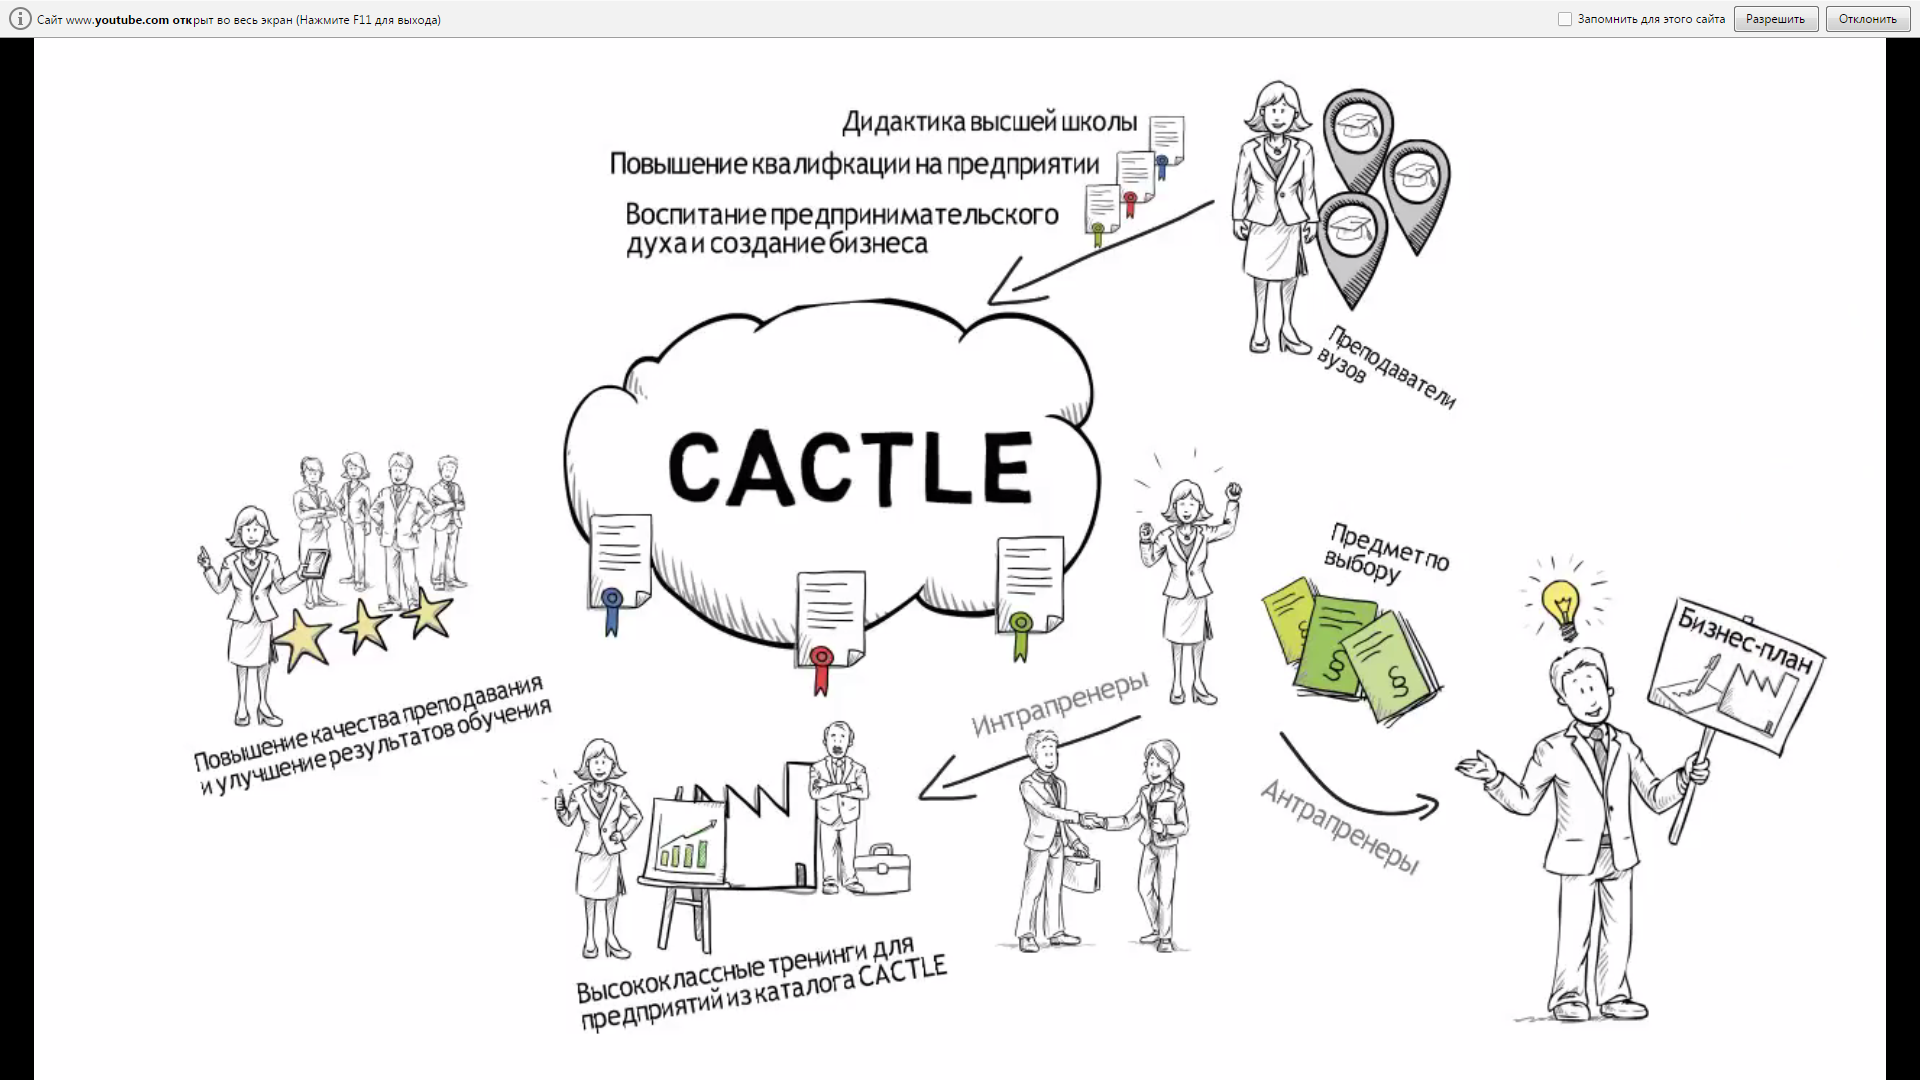 Сайт www.youtube.com открыт во весь экран (Нажмите F11 для выхода)
Запомнить для этого сайта
Разрешить
Отклонить
Дидактика высшей школы
Повышение квалифкации на предприятии
Воспитание предпринимательского
духа и создание бизнеса
Преподаватели
вузов
CACTLE
Предмет по
выбору
Бизнес-план
Повышение качества преподавания
и улучшение результатов обучения
Интрапренеры
Антрапренеры
Высококлассные тренинги для
предприятий из каталога CACTLE